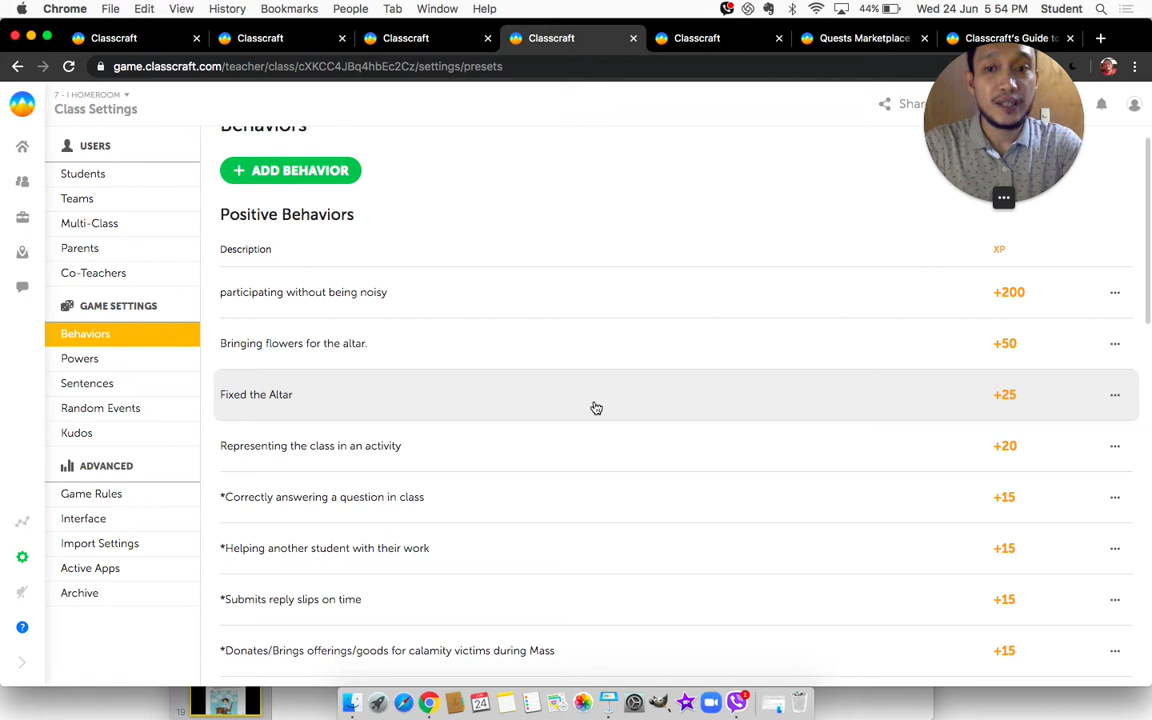 Chrome File Edit View History Bookmarks People Tab Window Help 44% Wed 24 Jun 5:54 PM Student
Classcraft Classcraft Classcraft Classcraft Classcraft Quests Marketplace Classcraft's Guide to
game.classcraft.com/teacher/class/cXKCC4JBq4hbEc2Cz/settings/presets
7 - I HOMEROOM
Class Settings
Shar
USERS
Students
Teams
Multi-Class
Parents
Co-Teachers
GAME SETTINGS
Behaviors
Powers
Sentences
Random Events
Kudos
ADVANCED
Game Rules
Interface
Import Settings
Active Apps
Archive
Behaviors
+ ADD BEHAVIOR
Positive Behaviors
Description XP
participating without being noisy +200
Bringing flowers for the altar. +50
Fixed the Altar +25
Representing the class in an activity +20
*Correctly answering a question in class +15
*Helping another student with their work +15
*Submits reply slips on time +15
*Donates/Brings offerings/goods for calamity victims during Mass +15
19